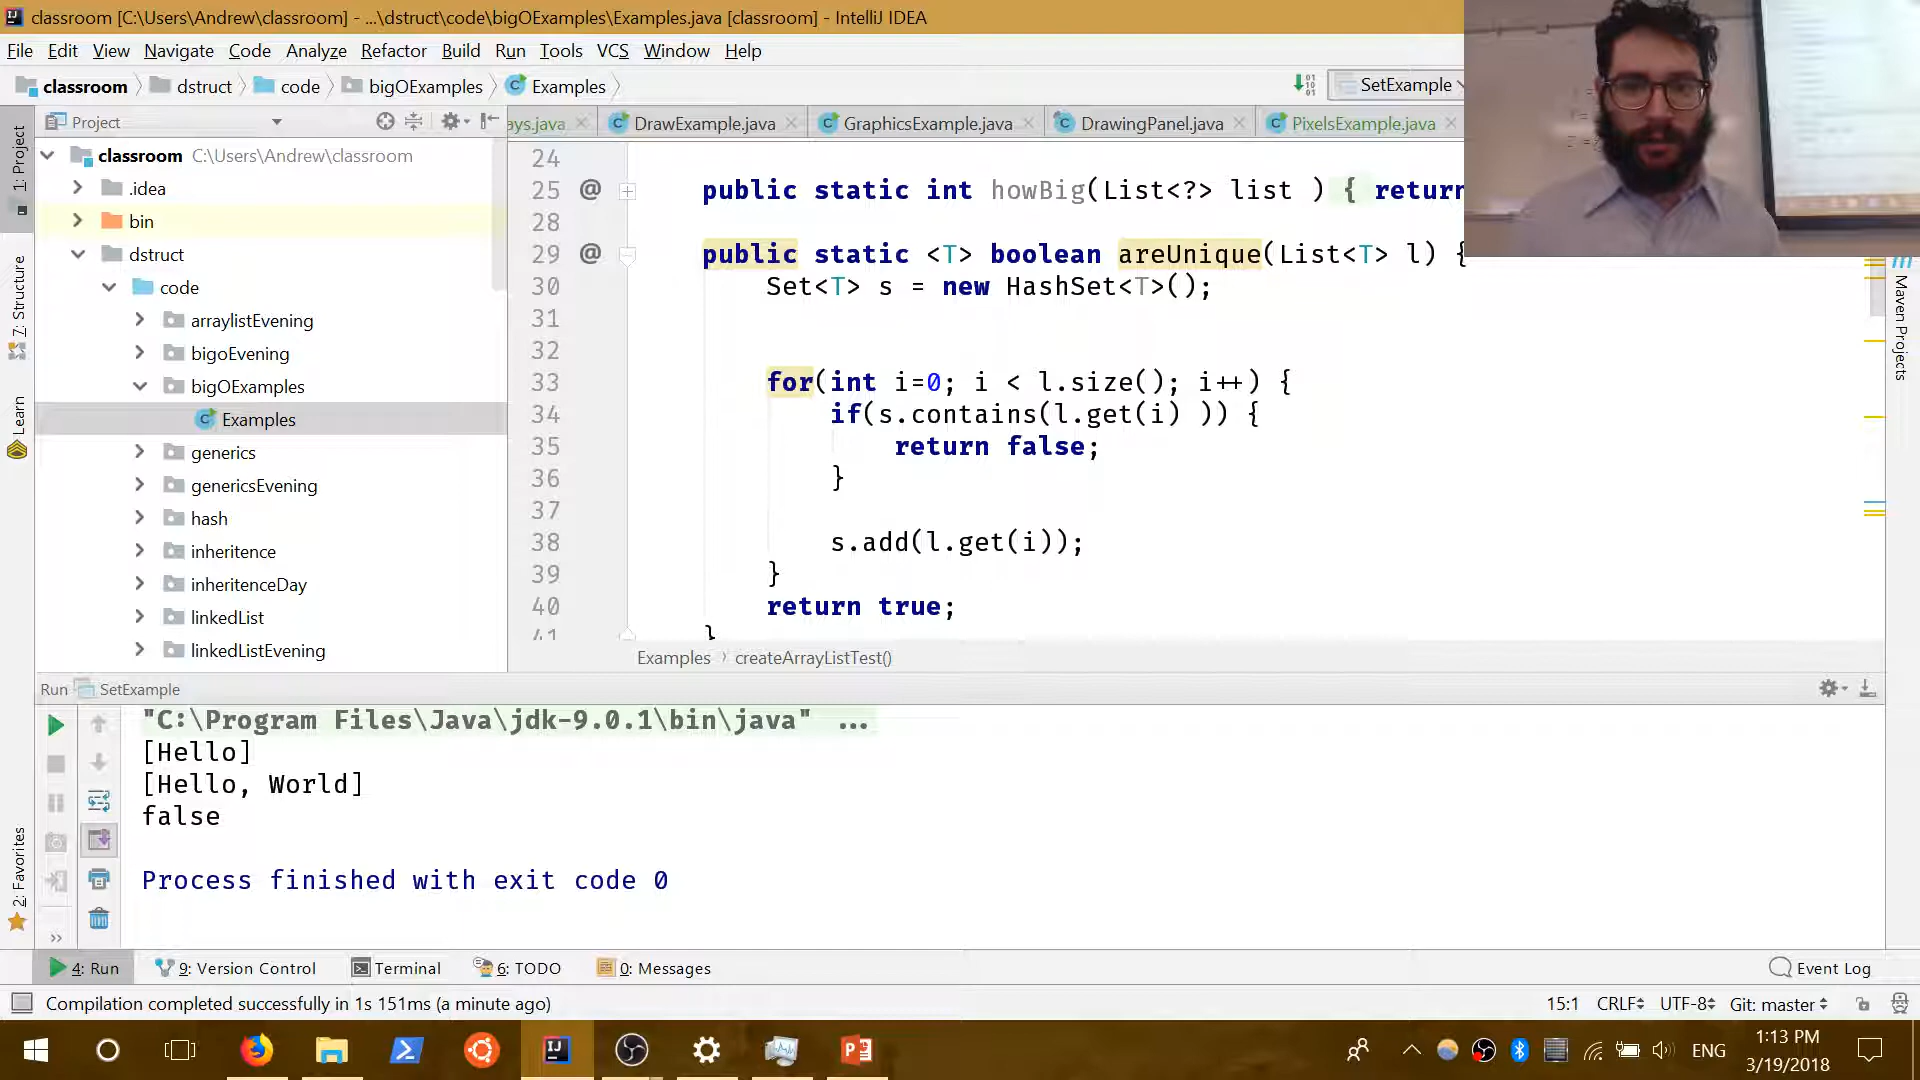 classroom [C:\Users\Andrew\classroom] - ...\dstruct\code\bigOExamples\Examples.java [classroom] - IntelliJ IDEA
File Edit View Navigate Code Analyze Refactor Build Run Tools VCS Window Help
classroom dstruct code bigOExamples Examples SetExample
Project ays.java DrawExample.java GraphicsExample.java DrawingPanel.java PixelsExample.java
1: Project
7: Structure
Learn
2: Favorites
classroom C:\Users\Andrew\classroom
.idea
bin
dstruct
code
arraylistEvening
bigoEvening
bigOExamples
Examples
generics
genericsEvening
hash
inheritence
inheritenceDay
linkedList
linkedListEvening
24
25 @ public static int howBig(List<?> list ) { return
28
29 @ public static <T> boolean areUnique(List<T> l) {
30 Set<T> s = new HashSet<T>();
31
32
33 for(int i=0; i < l.size(); i++) {
34 if(s.contains(l.get(i) )) {
35 return false;
36 }
37
38 s.add(l.get(i));
39 }
40 return true;
41 }
Examples createArrayListTest()
Maven Projects
Run SetExample
"C:\Program Files\Java\jdk-9.0.1\bin\java" ...
[Hello]
[Hello, World]
false
Process finished with exit code 0
4: Run 9: Version Control Terminal 6: TODO 0: Messages Event Log
Compilation completed successfully in 1s 151ms (a minute ago) 15:1 CRLF UTF-8 Git: master
ENG 1:13 PM
3/19/2018